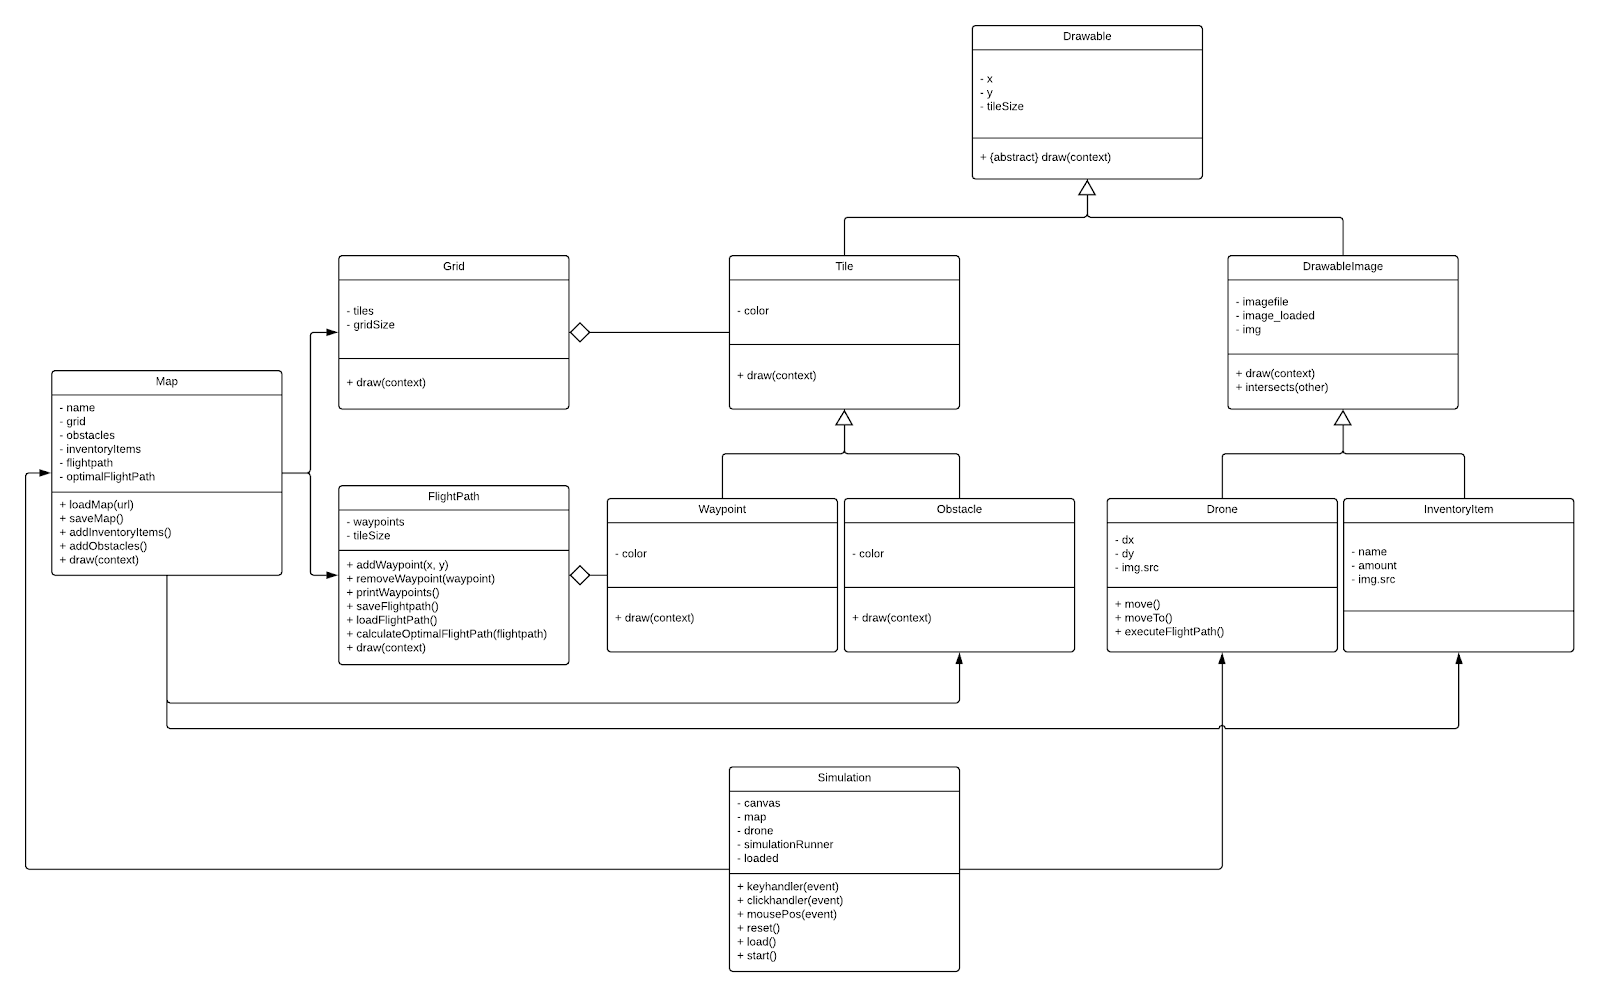 Drawable
- x
- y
- tileSize
+ {abstract} draw(context)
Grid
- tiles
- gridSize
+ draw(context)
Tile
- color
+ draw(context)
DrawableImage
- imagefile
- image_loaded
- img
+ draw(context)
+ intersects(other)
Map
- name
- grid
- obstacles
- inventoryItems
- flightpath
- optimalFlightPath
+ loadMap(url)
+ saveMap()
+ addInventoryItems()
+ addObstacles()
+ draw(context)
FlightPath
- waypoints
- tileSize
+ addWaypoint(x, y)
+ removeWaypoint(waypoint)
+ printWaypoints()
+ saveFlightpath()
+ loadFlightPath()
+ calculateOptimalFlightPath(flightpath)
+ draw(context)
Waypoint
- color
+ draw(context)
Obstacle
- color
+ draw(context)
Drone
- dx
- dy
- img.src
+ move()
+ moveTo()
+ executeFlightPath()
InventoryItem
- name
- amount
- img.src
Simulation
- canvas
- map
- drone
- simulationRunner
- loaded
+ keyhandler(event)
+ clickhandler(event)
+ mousePos(event)
+ reset()
+ load()
+ start()